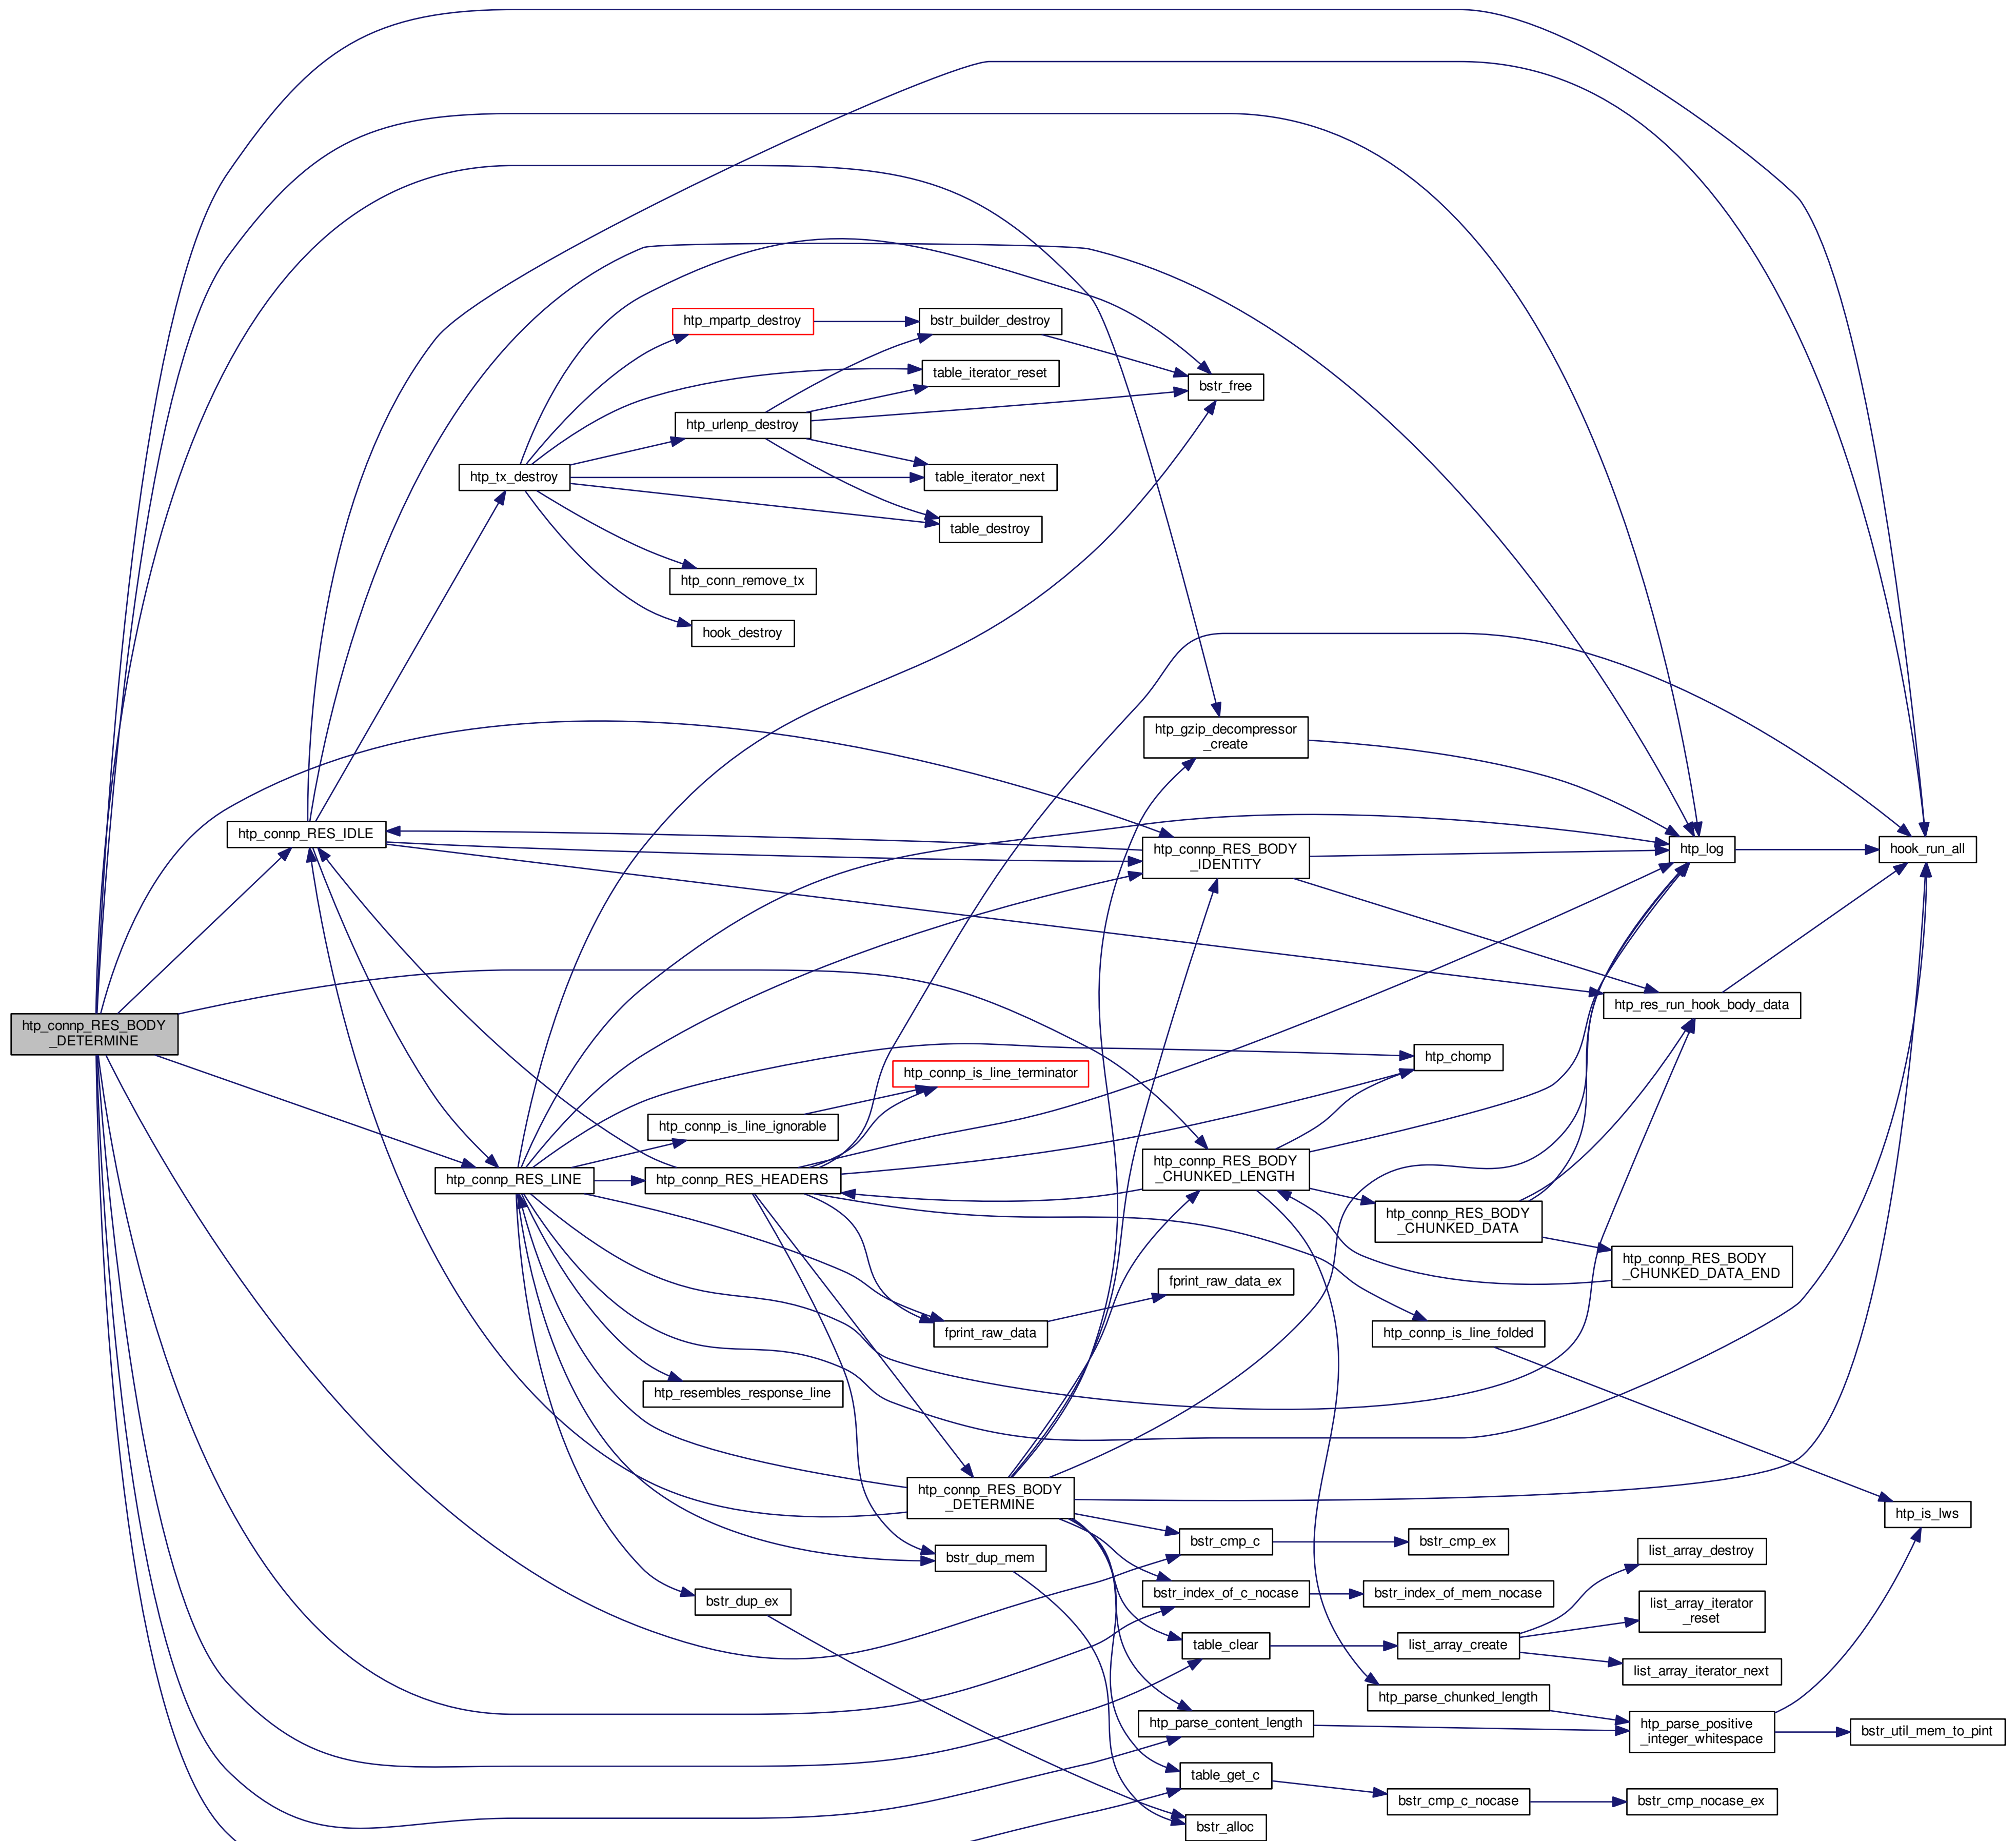 htp_mpartp_destroy
bstr_builder_destroy
table_iterator_reset
bstr_free
htp_urlenp_destroy
htp_tx_destroy
table_iterator_next
table_destroy
htp_conn_remove_tx
hook_destroy
htp_gzip_decompressor
_create
htp_connp_RES_IDLE
htp_connp_RES_BODY
_IDENTITY
htp_log
hook_run_all
htp_res_run_hook_body_data
htp_connp_RES_BODY
_DETERMINE
htp_chomp
htp_connp_is_line_terminator
htp_connp_is_line_ignorable
htp_connp_RES_LINE
htp_connp_RES_HEADERS
htp_connp_RES_BODY
_CHUNKED_LENGTH
htp_connp_RES_BODY
_CHUNKED_DATA
htp_connp_RES_BODY
_CHUNKED_DATA_END
fprint_raw_data_ex
fprint_raw_data
htp_connp_is_line_folded
htp_resembles_response_line
htp_connp_RES_BODY
_DETERMINE
htp_is_lws
bstr_cmp_c
bstr_cmp_ex
list_array_destroy
bstr_dup_mem
bstr_index_of_c_nocase
bstr_index_of_mem_nocase
bstr_dup_ex
list_array_iterator
_reset
table_clear
list_array_create
list_array_iterator_next
htp_parse_chunked_length
htp_parse_content_length
htp_parse_positive
_integer_whitespace
bstr_util_mem_to_pint
table_get_c
bstr_cmp_c_nocase
bstr_cmp_nocase_ex
bstr_alloc